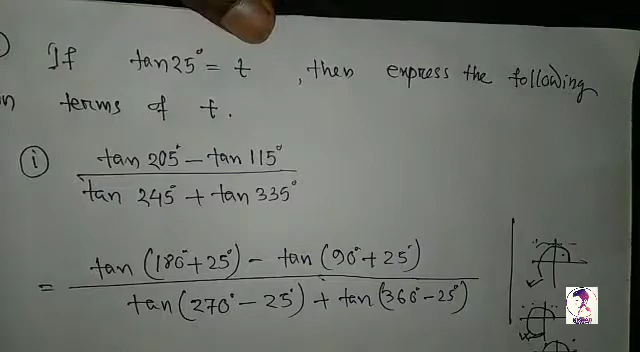 ) If tan25° = t , then express the following
n terms of t.
(i) tan 205° − tan 115°
tan 245° + tan 335°
= tan (180°+25°) − tan (90°+25°)
tan(270° − 25°) + tan(360°−25°)